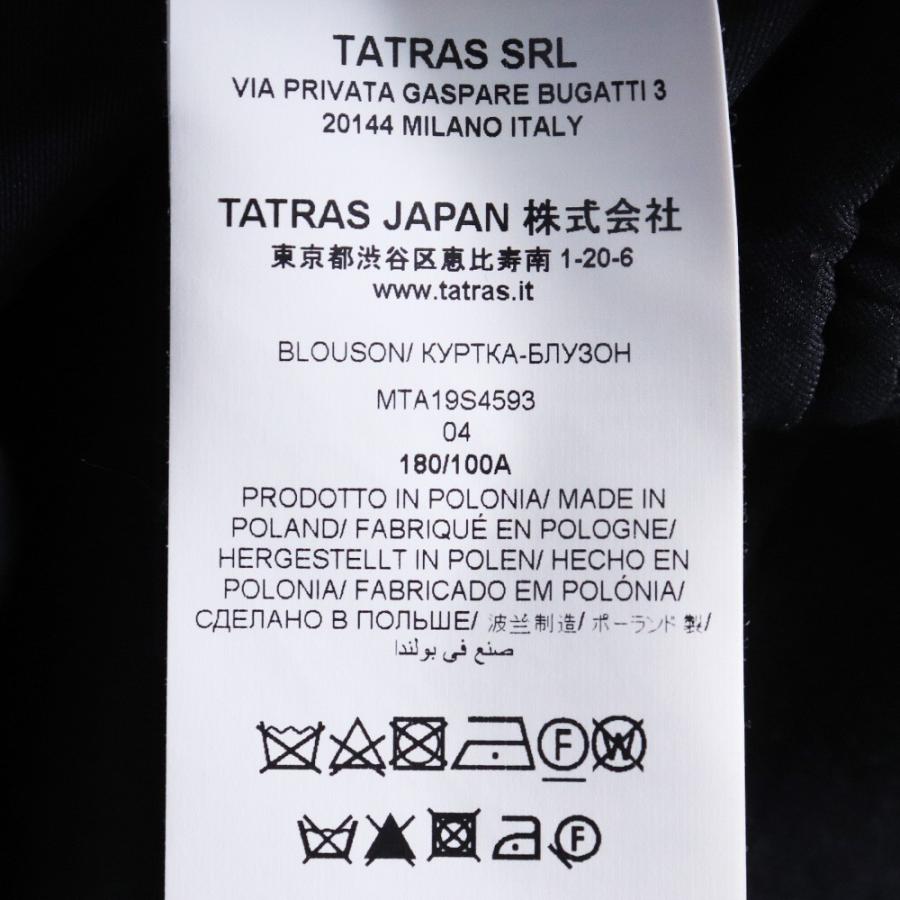 TATRAS SRL
VIA PRIVATA GASPARE BUGATTI 3
20144 MILANO ITALY
TATRAS JAPAN 株式会社
東京都渋谷区恵比寿南 1-20-6
www.tatras.it
BLOUSON/ КУРТКА-БЛУЗОН
MTA19S4593
04
180/100A
PRODOTTO IN POLONIA/ MADE IN
POLAND/ FABRIQUÉ EN POLOGNE/
HERGESTELLT IN POLEN/ HECHO EN
POLONIA/ FABRICADO EM POLÓNIA/
СДЕЛАНО В ПОЛЬШЕ/ 波兰制造/ ポーランド製/
صنع في بولندا
F W
F